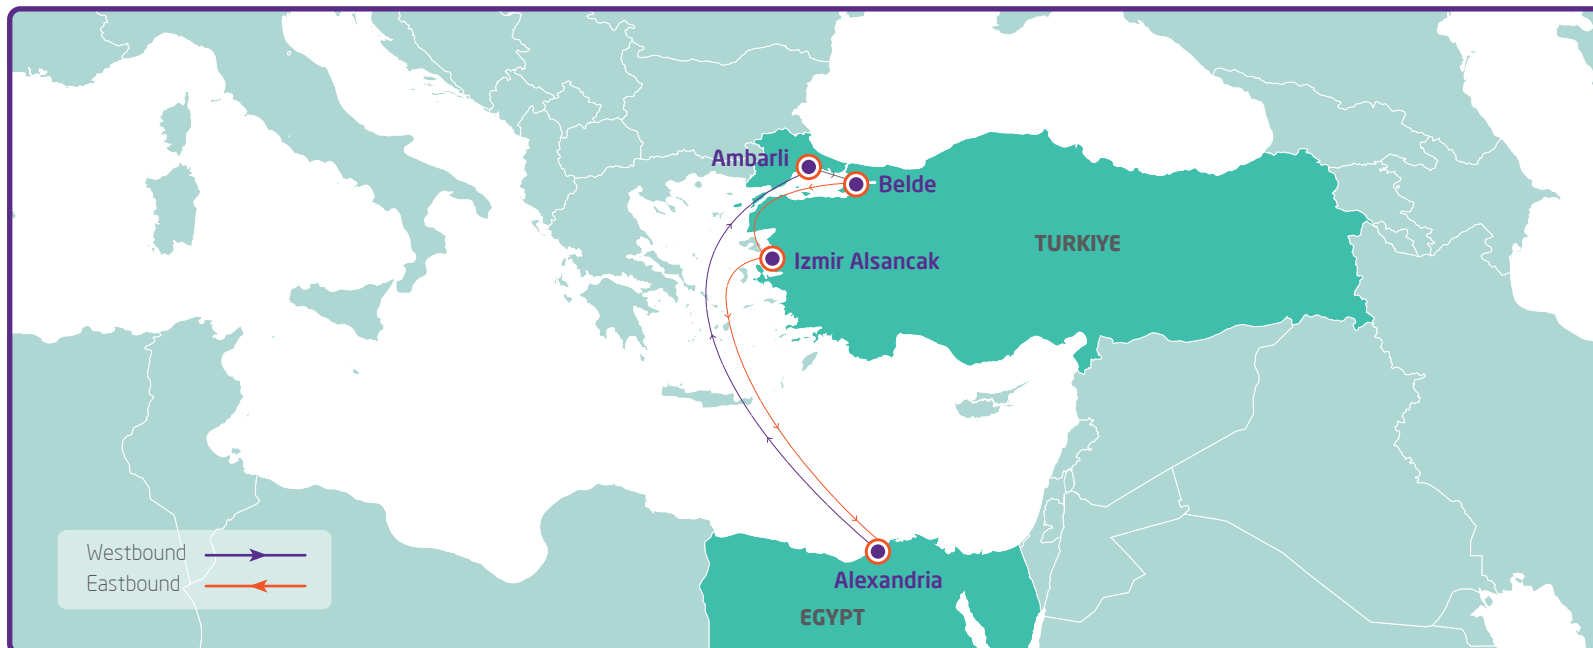 Ambarli
Belde
TURKIYE
Izmir Alsancak
Westbound
Eastbound
Alexandria
EGYPT